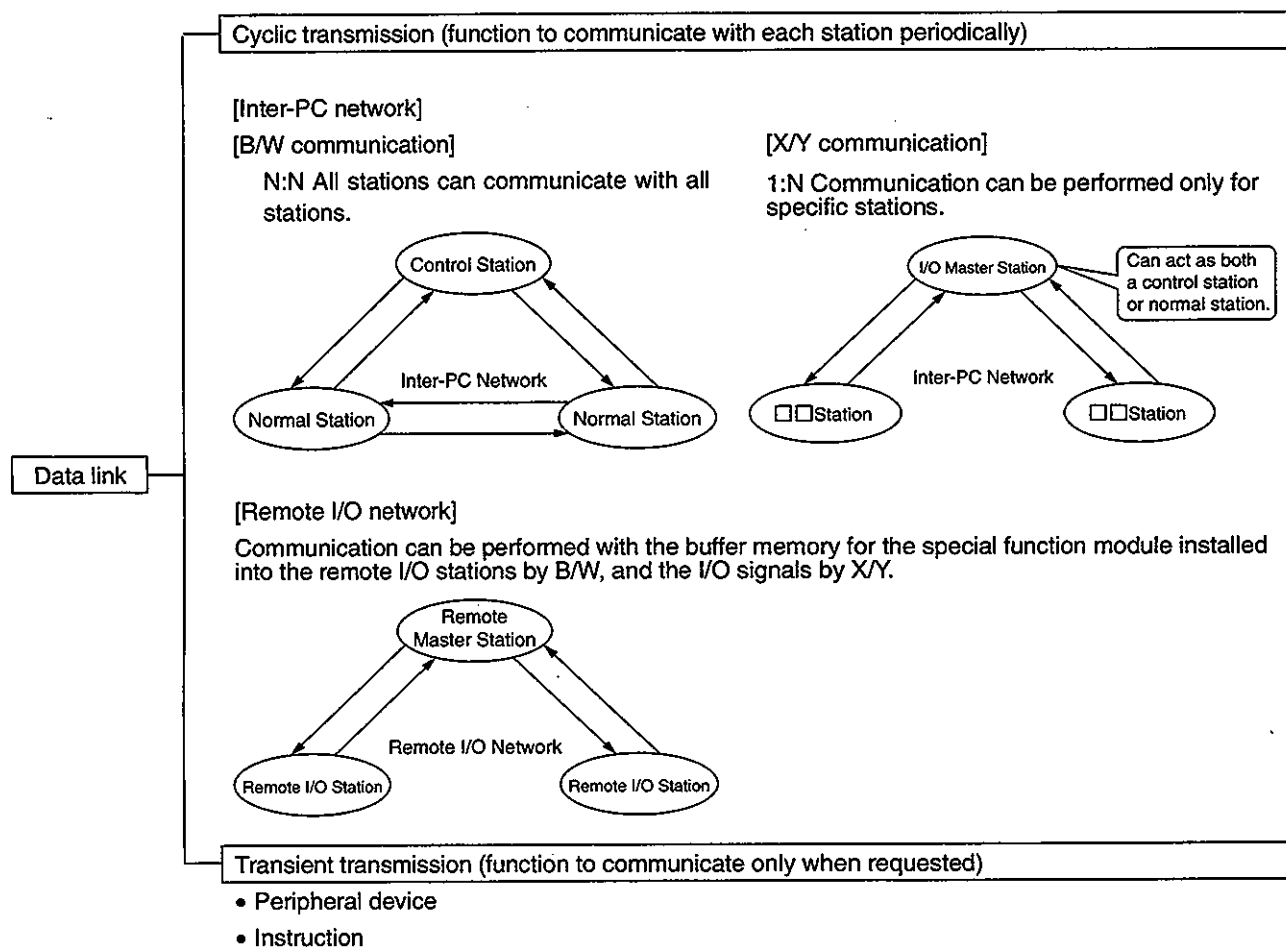 Cyclic transmission (function to communicate with each station periodically)
[Inter-PC network]
[B/W communication]
N:N All stations can communicate with all
stations.
Control Station
Inter-PC Network
Normal Station
Normal Station
[X/Y communication]
1:N Communication can be performed only for
specific stations.
I/O Master Station
Can act as both
a control station
or normal station.
Inter-PC Network
□□Station
□□Station
Data link
[Remote I/O network]
Communication can be performed with the buffer memory for the special function module installed
into the remote I/O stations by B/W, and the I/O signals by X/Y.
Remote
Master Station
Remote I/O Network
Remote I/O Station
Remote I/O Station
Transient transmission (function to communicate only when requested)
• Peripheral device
• Instruction